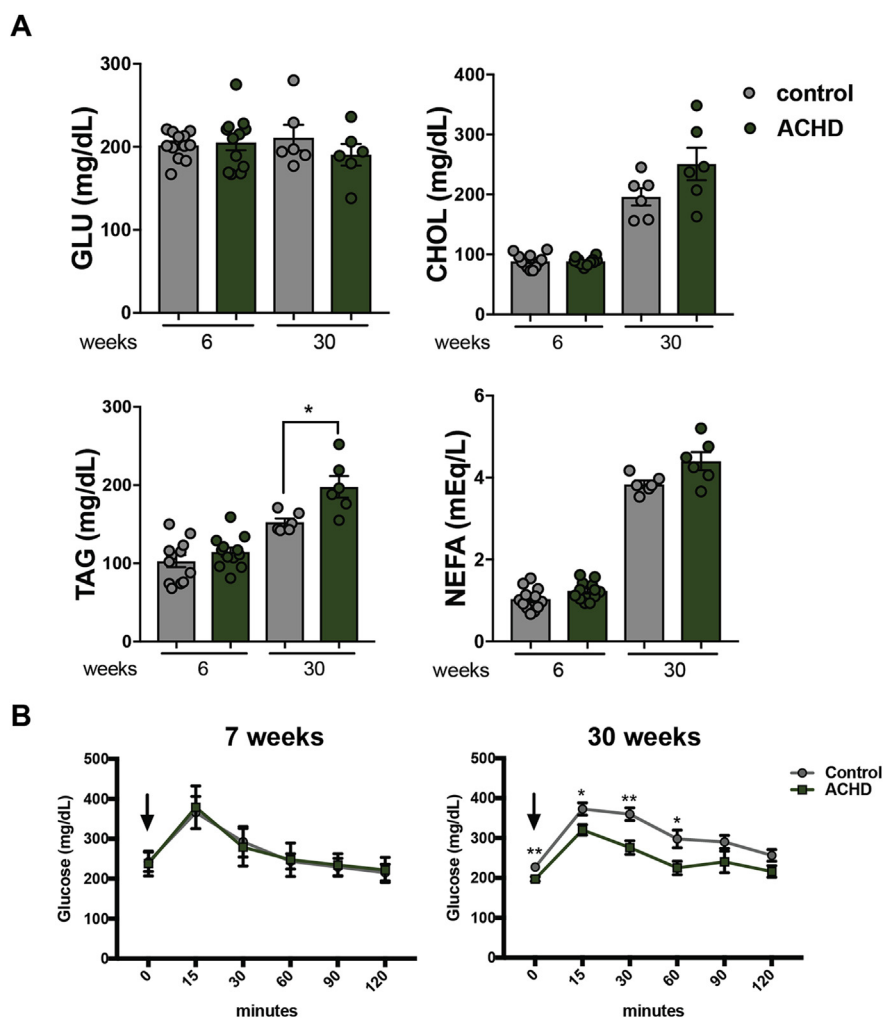 A
GLU (mg/dL)
300
200
100
0
weeks
6
30
CHOL (mg/dL)
400
300
200
100
0
weeks
6
30
control
ACHD
TAG (mg/dL)
300
200
100
0
*
weeks
6
30
NEFA (mEq/L)
6
4
2
0
weeks
6
30
B
7 weeks
Glucose (mg/dL)
500
400
300
200
100
0
0 15 30 60 90 120
minutes
30 weeks
Glucose (mg/dL)
500
400
300
200
100
0
** * ** *
0 15 30 60 90 120
minutes
Control
ACHD